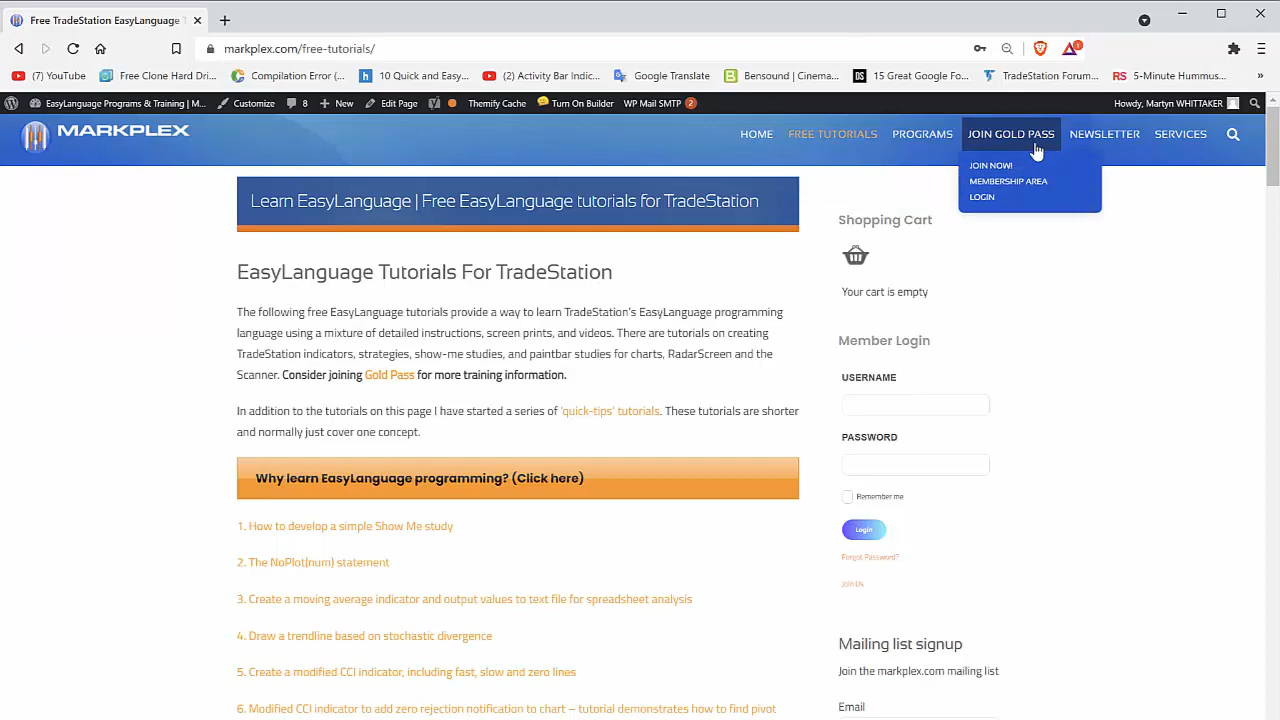 Free TradeStation EasyLanguage T
markplex.com/free-tutorials/
1
(7) YouTube
Free Clone Hard Dri...
Compilation Error (...
10 Quick and Easy...
(2) Activity Bar Indic...
Google Translate
Bensound | Cinema...
15 Great Google Fo...
TradeStation Forum...
5-Minute Hummus...
»
EasyLanguage Programs & Training | M...
Customize
8
New
Edit Page
Themify Cache
Turn On Builder
WP Mail SMTP 2
Howdy, Martyn WHITTAKER
MARKPLEX
HOME
FREE TUTORIALS
PROGRAMS
JOIN GOLD PASS
NEWSLETTER
SERVICES
JOIN NOW!
MEMBERSHIP AREA
LOGIN
Learn EasyLanguage | Free EasyLanguage tutorials for TradeStation
EasyLanguage Tutorials For TradeStation
The following free EasyLanguage tutorials provide a way to learn TradeStation's EasyLanguage programming
language using a mixture of detailed instructions, screen prints, and videos. There are tutorials on creating
TradeStation indicators, strategies, show-me studies, and paintbar studies for charts, RadarScreen and the
Scanner. Consider joining Gold Pass for more training information.
In addition to the tutorials on this page I have started a series of 'quick-tips' tutorials. These tutorials are shorter
and normally just cover one concept.
Why learn EasyLanguage programming? (Click here)
1. How to develop a simple Show Me study
2. The NoPlot(num) statement
3. Create a moving average indicator and output values to text file for spreadsheet analysis
4. Draw a trendline based on stochastic divergence
5. Create a modified CCI indicator, including fast, slow and zero lines
6. Modified CCI indicator to add zero rejection notification to chart – tutorial demonstrates how to find pivot
Shopping Cart
Your cart is empty
Member Login
USERNAME
PASSWORD
Remember me
Login
Forgot Password?
Join Us
Mailing list signup
Join the markplex.com mailing list
Email